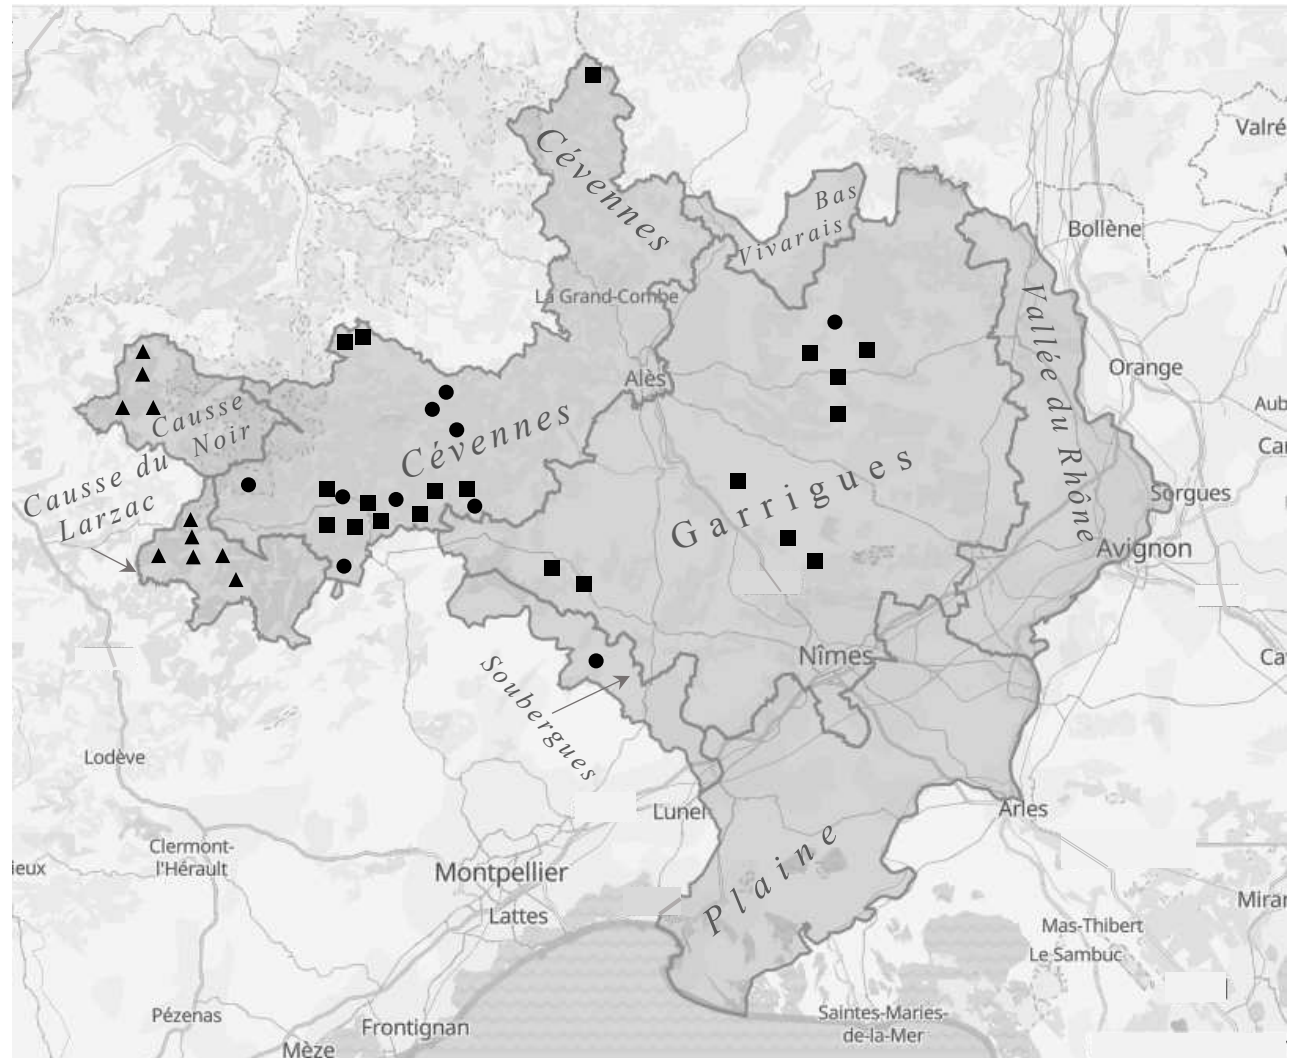 Valré
Cévennes
Bas
Vivarais
Bollène
La Grand-Combe
Vallée du Rhône
Orange
Alès
Aub
Causse
Noir
Cévennes
Car
Causse du
Larzac
Garrigues
Sorgues
Avignon
Nîmes
Cav
Soubergues
Lodève
Lunel
Arles
Plaine
Clermont-
l'Hérault
ieux
Montpellier
Lattes
Mirar
Mas-Thibert
Le Sambuc
Pézenas
Frontignan
Saintes-Maries-
de-la-Mer
Mèze